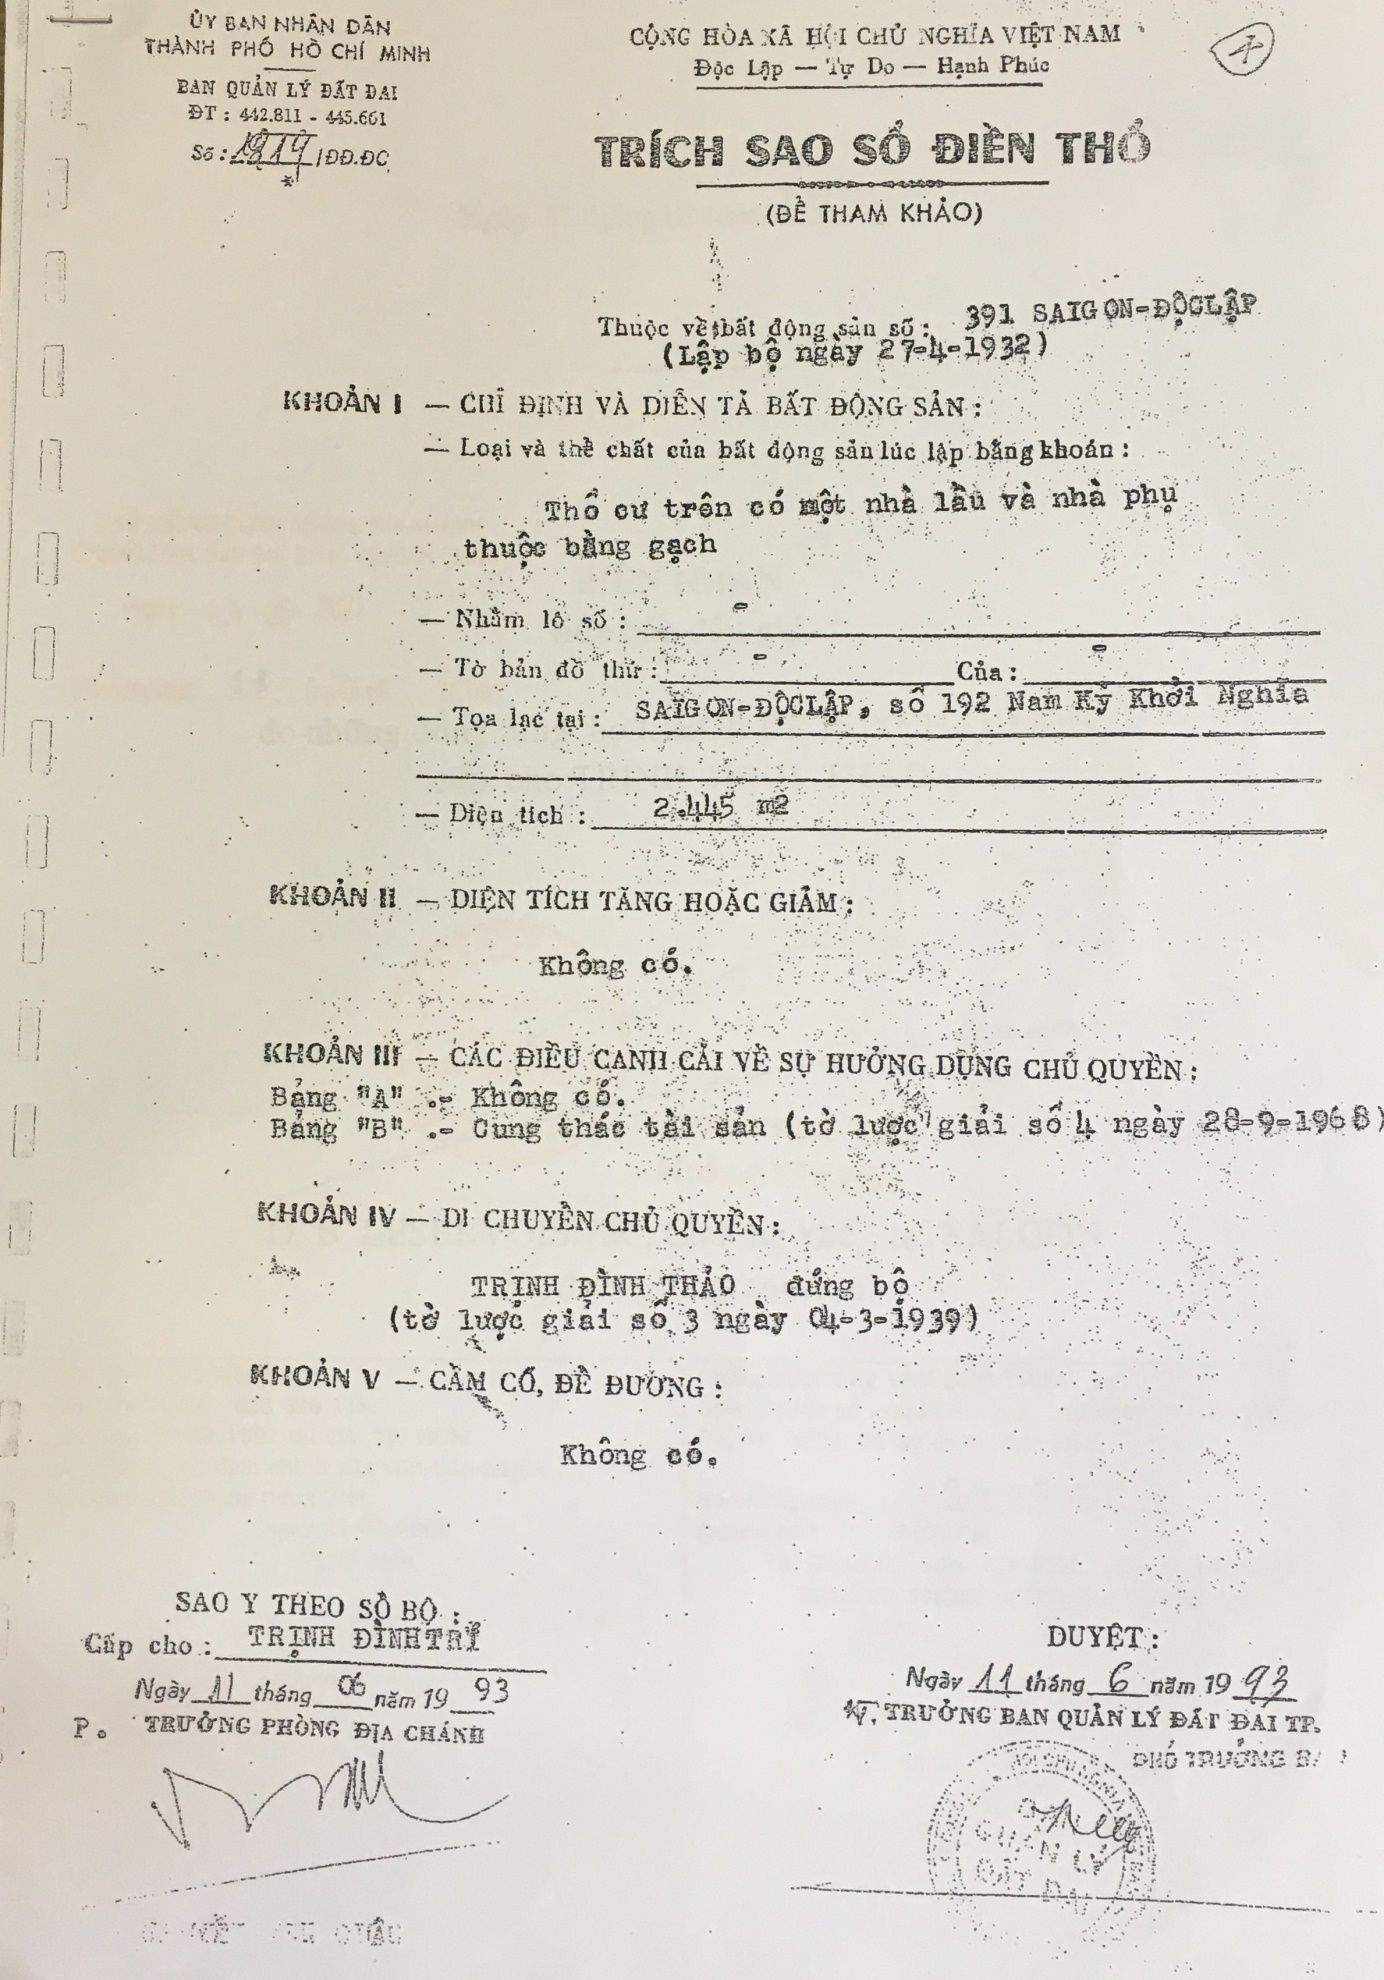 ỦY BAN NHÂN DÂN
THÀNH PHỐ HỒ CHÍ MINH
BAN QUẢN LÝ ĐẤT ĐAI
ĐT : 442.811 - 445.661
Số : /ĐĐ.ĐC
CỘNG HÒA XÃ HỘI CHỦ NGHĨA VIỆT NAM
Độc Lập — Tự Do — Hạnh Phúc
TRÍCH SAO SỔ ĐIỀN THỔ
(ĐỂ THAM KHẢO)
Thuộc về bất động sản số : 391 SAIGON-ĐỘCLẬP
(Lập bộ ngày 27-4-1932)
KHOẢN I — CHỈ ĐỊNH VÀ DIỄN TẢ BẤT ĐỘNG SẢN :
— Loại và thể chất của bất động sản lúc lập bằng khoán :
Thổ cư trên có một nhà lầu và nhà phụ
thuộc bằng gạch
— Nhằm lô số : -
— Tờ bản đồ thứ : - Của : -
— Tọa lạc tại : SAIGON-ĐỘCLẬP, số 192 Nam Kỳ Khởi Nghĩa
— Diện tích : 2.445 m2
KHOẢN II — DIỆN TÍCH TĂNG HOẶC GIẢM :
Không có.
KHOẢN III — CÁC ĐIỀU CANH CẢI VỀ SỰ HƯỞNG DỤNG CHỦ QUYỀN :
Bảng "A" .- Không có.
Bảng "B" .- Cung thác tài sản (tờ lược giải số 4 ngày 28-9-1968)
KHOẢN IV — DI CHUYỂN CHỦ QUYỀN :
TRỊNH ĐÌNH THẢO đứng bộ
(tờ lược giải số 3 ngày 04-3-1939)
KHOẢN V — CẦM CỐ, ĐỂ ĐƯƠNG :
Không có.
SAO Y THEO SỔ BỘ :
Cấp cho : TRỊNH ĐÌNH TRÍ
Ngày 11 tháng 06 năm 1993
P. TRƯỞNG PHÒNG ĐỊA CHÁNH
DUYỆT :
Ngày 11 tháng 6 năm 1993
KT. TRƯỞNG BAN QUẢN LÝ ĐẤT ĐAI TP.
PHÓ TRƯỞNG BAN
QUẢN LÝ
ĐẤT ĐAI